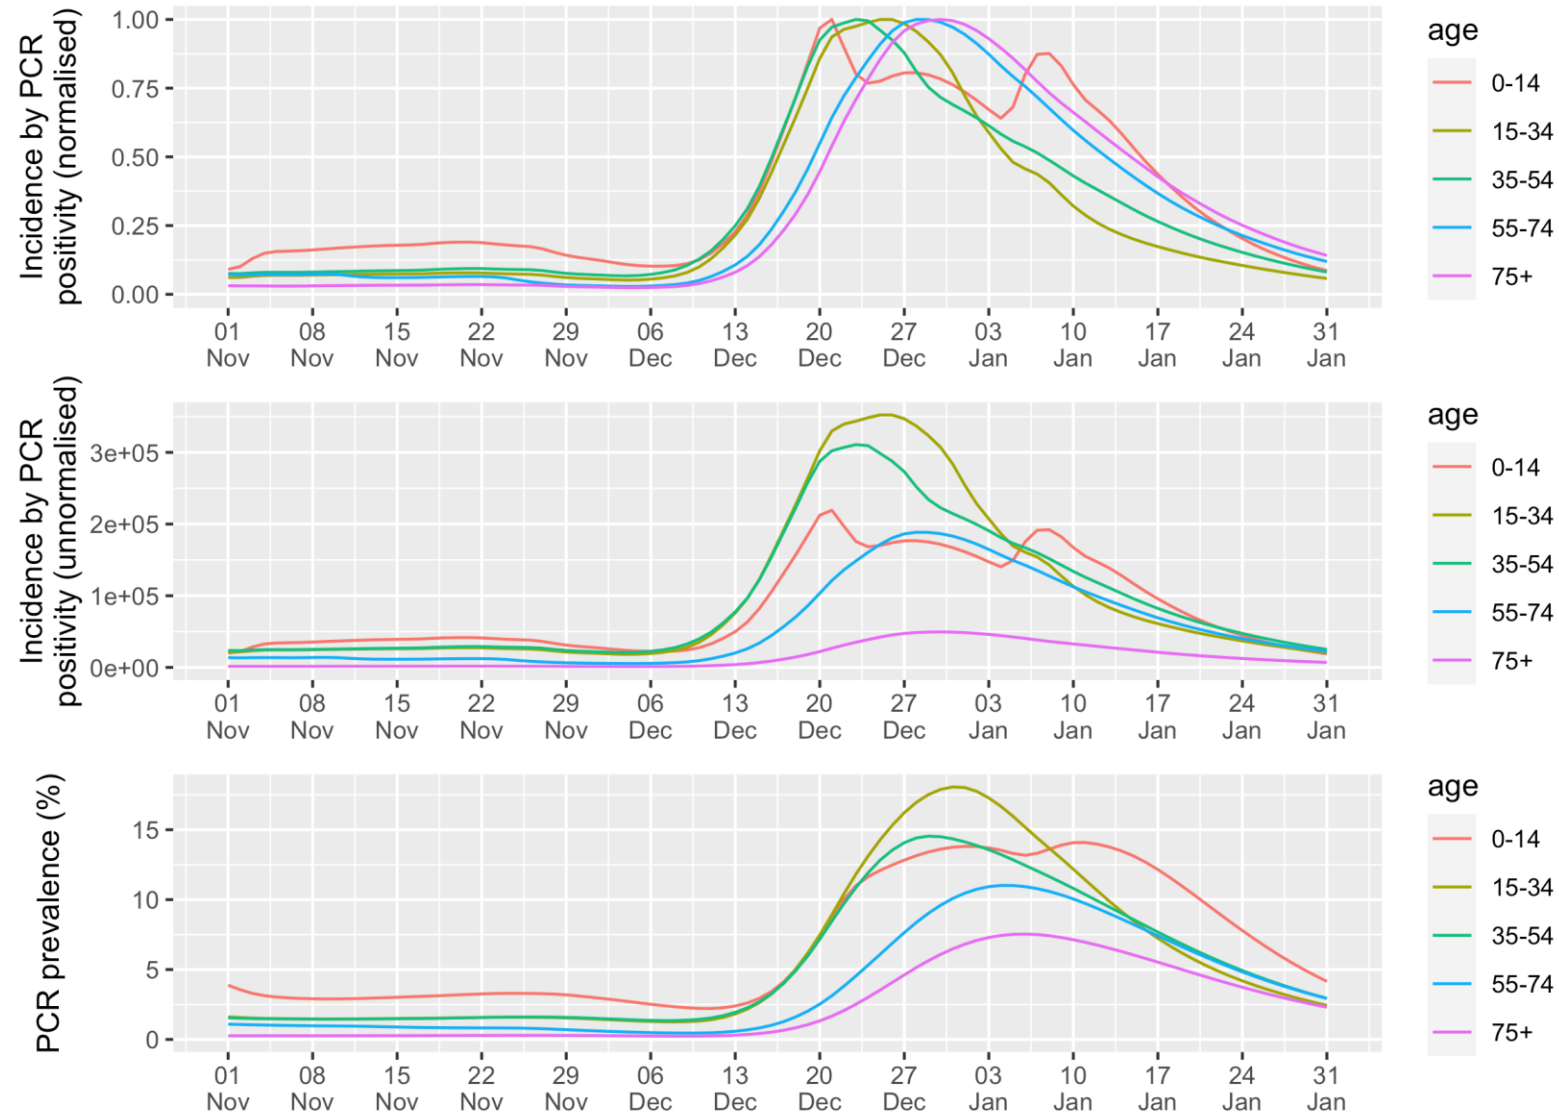 Incidence by PCR
positivity (normalised)
1.00
0.75
0.50
0.25
0.00
01 08 15 22 29 06 13 20 27 03 10 17 24 31
Nov Nov Nov Nov Nov Dec Dec Dec Dec Jan Jan Jan Jan Jan
age
0-14
15-34
35-54
55-74
75+
Incidence by PCR
positivity (unnormalised)
3e+05
2e+05
1e+05
0e+00
01 08 15 22 29 06 13 20 27 03 10 17 24 31
Nov Nov Nov Nov Nov Dec Dec Dec Dec Jan Jan Jan Jan Jan
age
0-14
15-34
35-54
55-74
75+
PCR prevalence (%)
15
10
5
0
01 08 15 22 29 06 13 20 27 03 10 17 24 31
Nov Nov Nov Nov Nov Dec Dec Dec Dec Jan Jan Jan Jan Jan
age
0-14
15-34
35-54
55-74
75+